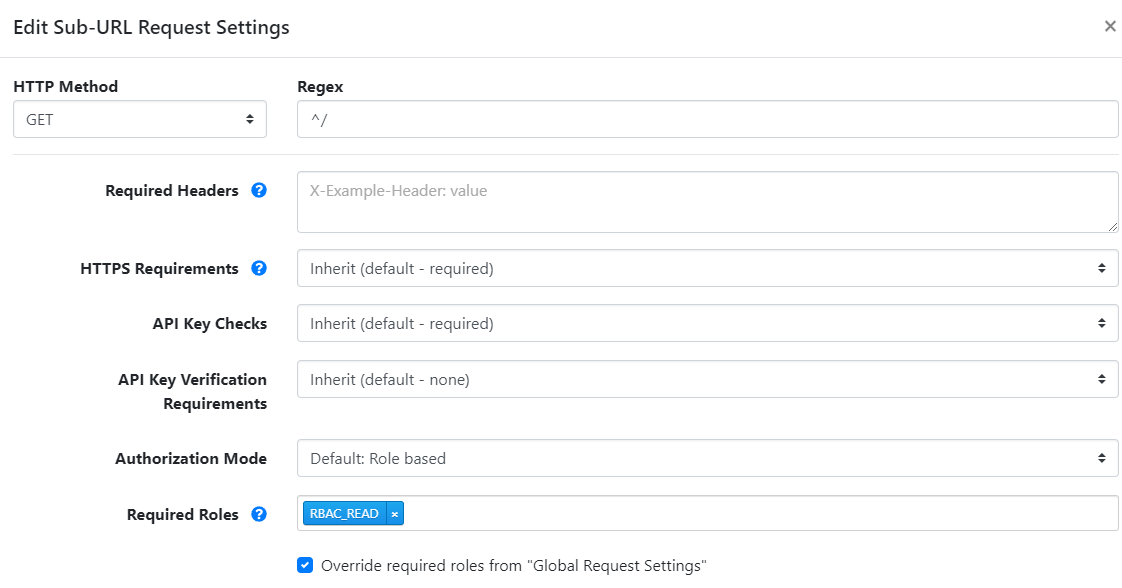 Edit Sub-URL Request Settings ×
HTTP Method
Regex
GET
^/
Required Headers ?
X-Example-Header: value
HTTPS Requirements ?
Inherit (default - required)
API Key Checks
Inherit (default - required)
API Key Verification
Requirements
Inherit (default - none)
Authorization Mode
Default: Role based
Required Roles ?
RBAC_READ ×
Override required roles from "Global Request Settings"